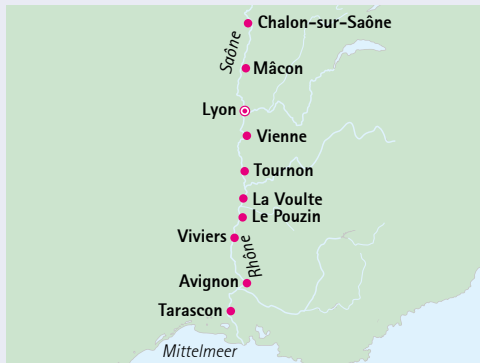 Chalon-sur-Saône
Saône
Mâcon
Lyon
Vienne
Tournon
La Voulte
Le Pouzin
Viviers
Rhône
Avignon
Tarascon
Mittelmeer